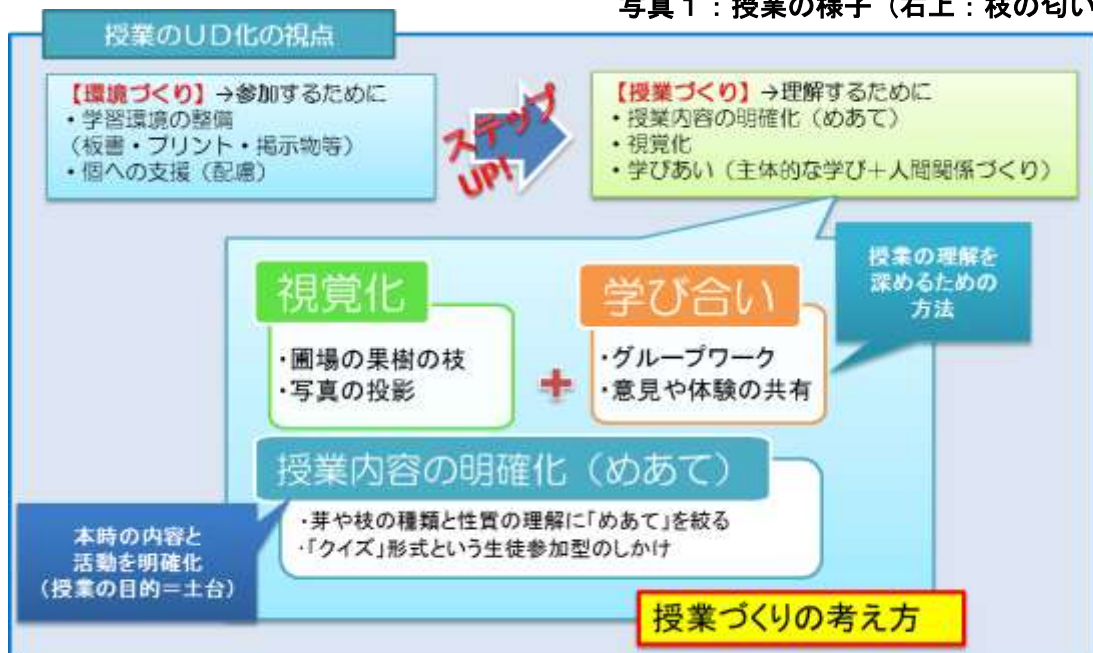 写真1：授業の様子（右上：枝の匂い
授業のUD化の視点
【環境づくり】→参加するために
・学習環境の整備
（板書・プリント・掲示物等）
・個への支援（配慮）
ステップ
UP!
【授業づくり】→理解するために
・授業内容の明確化（めあて）
・視覚化
・学びあい（主体的な学び＋人間関係づくり）
視覚化
・圃場の果樹の枝
・写真の投影
+
学び合い
・グループワーク
・意見や体験の共有
授業の理解を
深めるための
方法
授業内容の明確化（めあて）
・芽や枝の種類と性質の理解に「めあて」を絞る
・「クイズ」形式という生徒参加型のしかけ
本時の内容と
活動を明確化
（授業の目的＝土台）
授業づくりの考え方